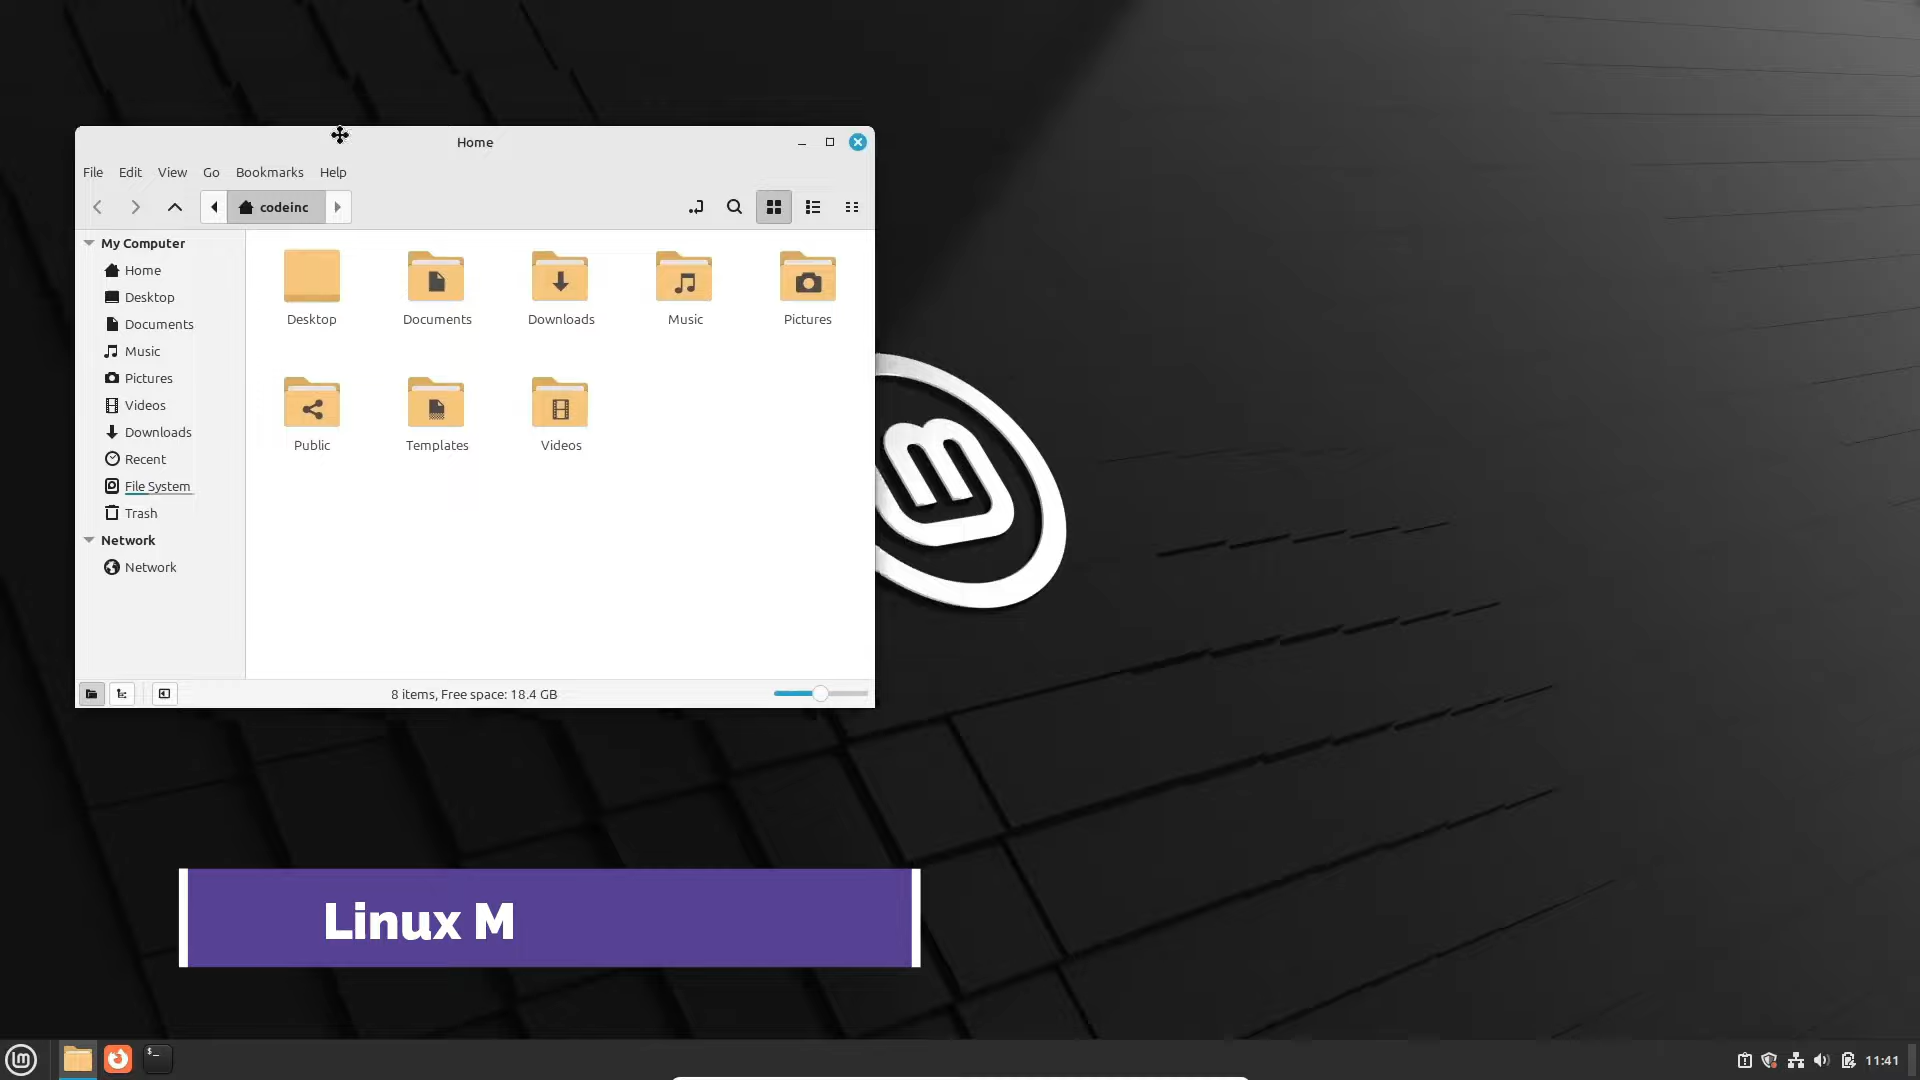 Home
File Edit View Go Bookmarks Help
codeinc
My Computer
Home
Desktop
Documents
Music
Pictures
Videos
Downloads
Recent
File System
Trash
Network
Network
Desktop Documents Downloads Music Pictures
Public Templates Videos
8 items, Free space: 18.4 GB
Linux M
11:41